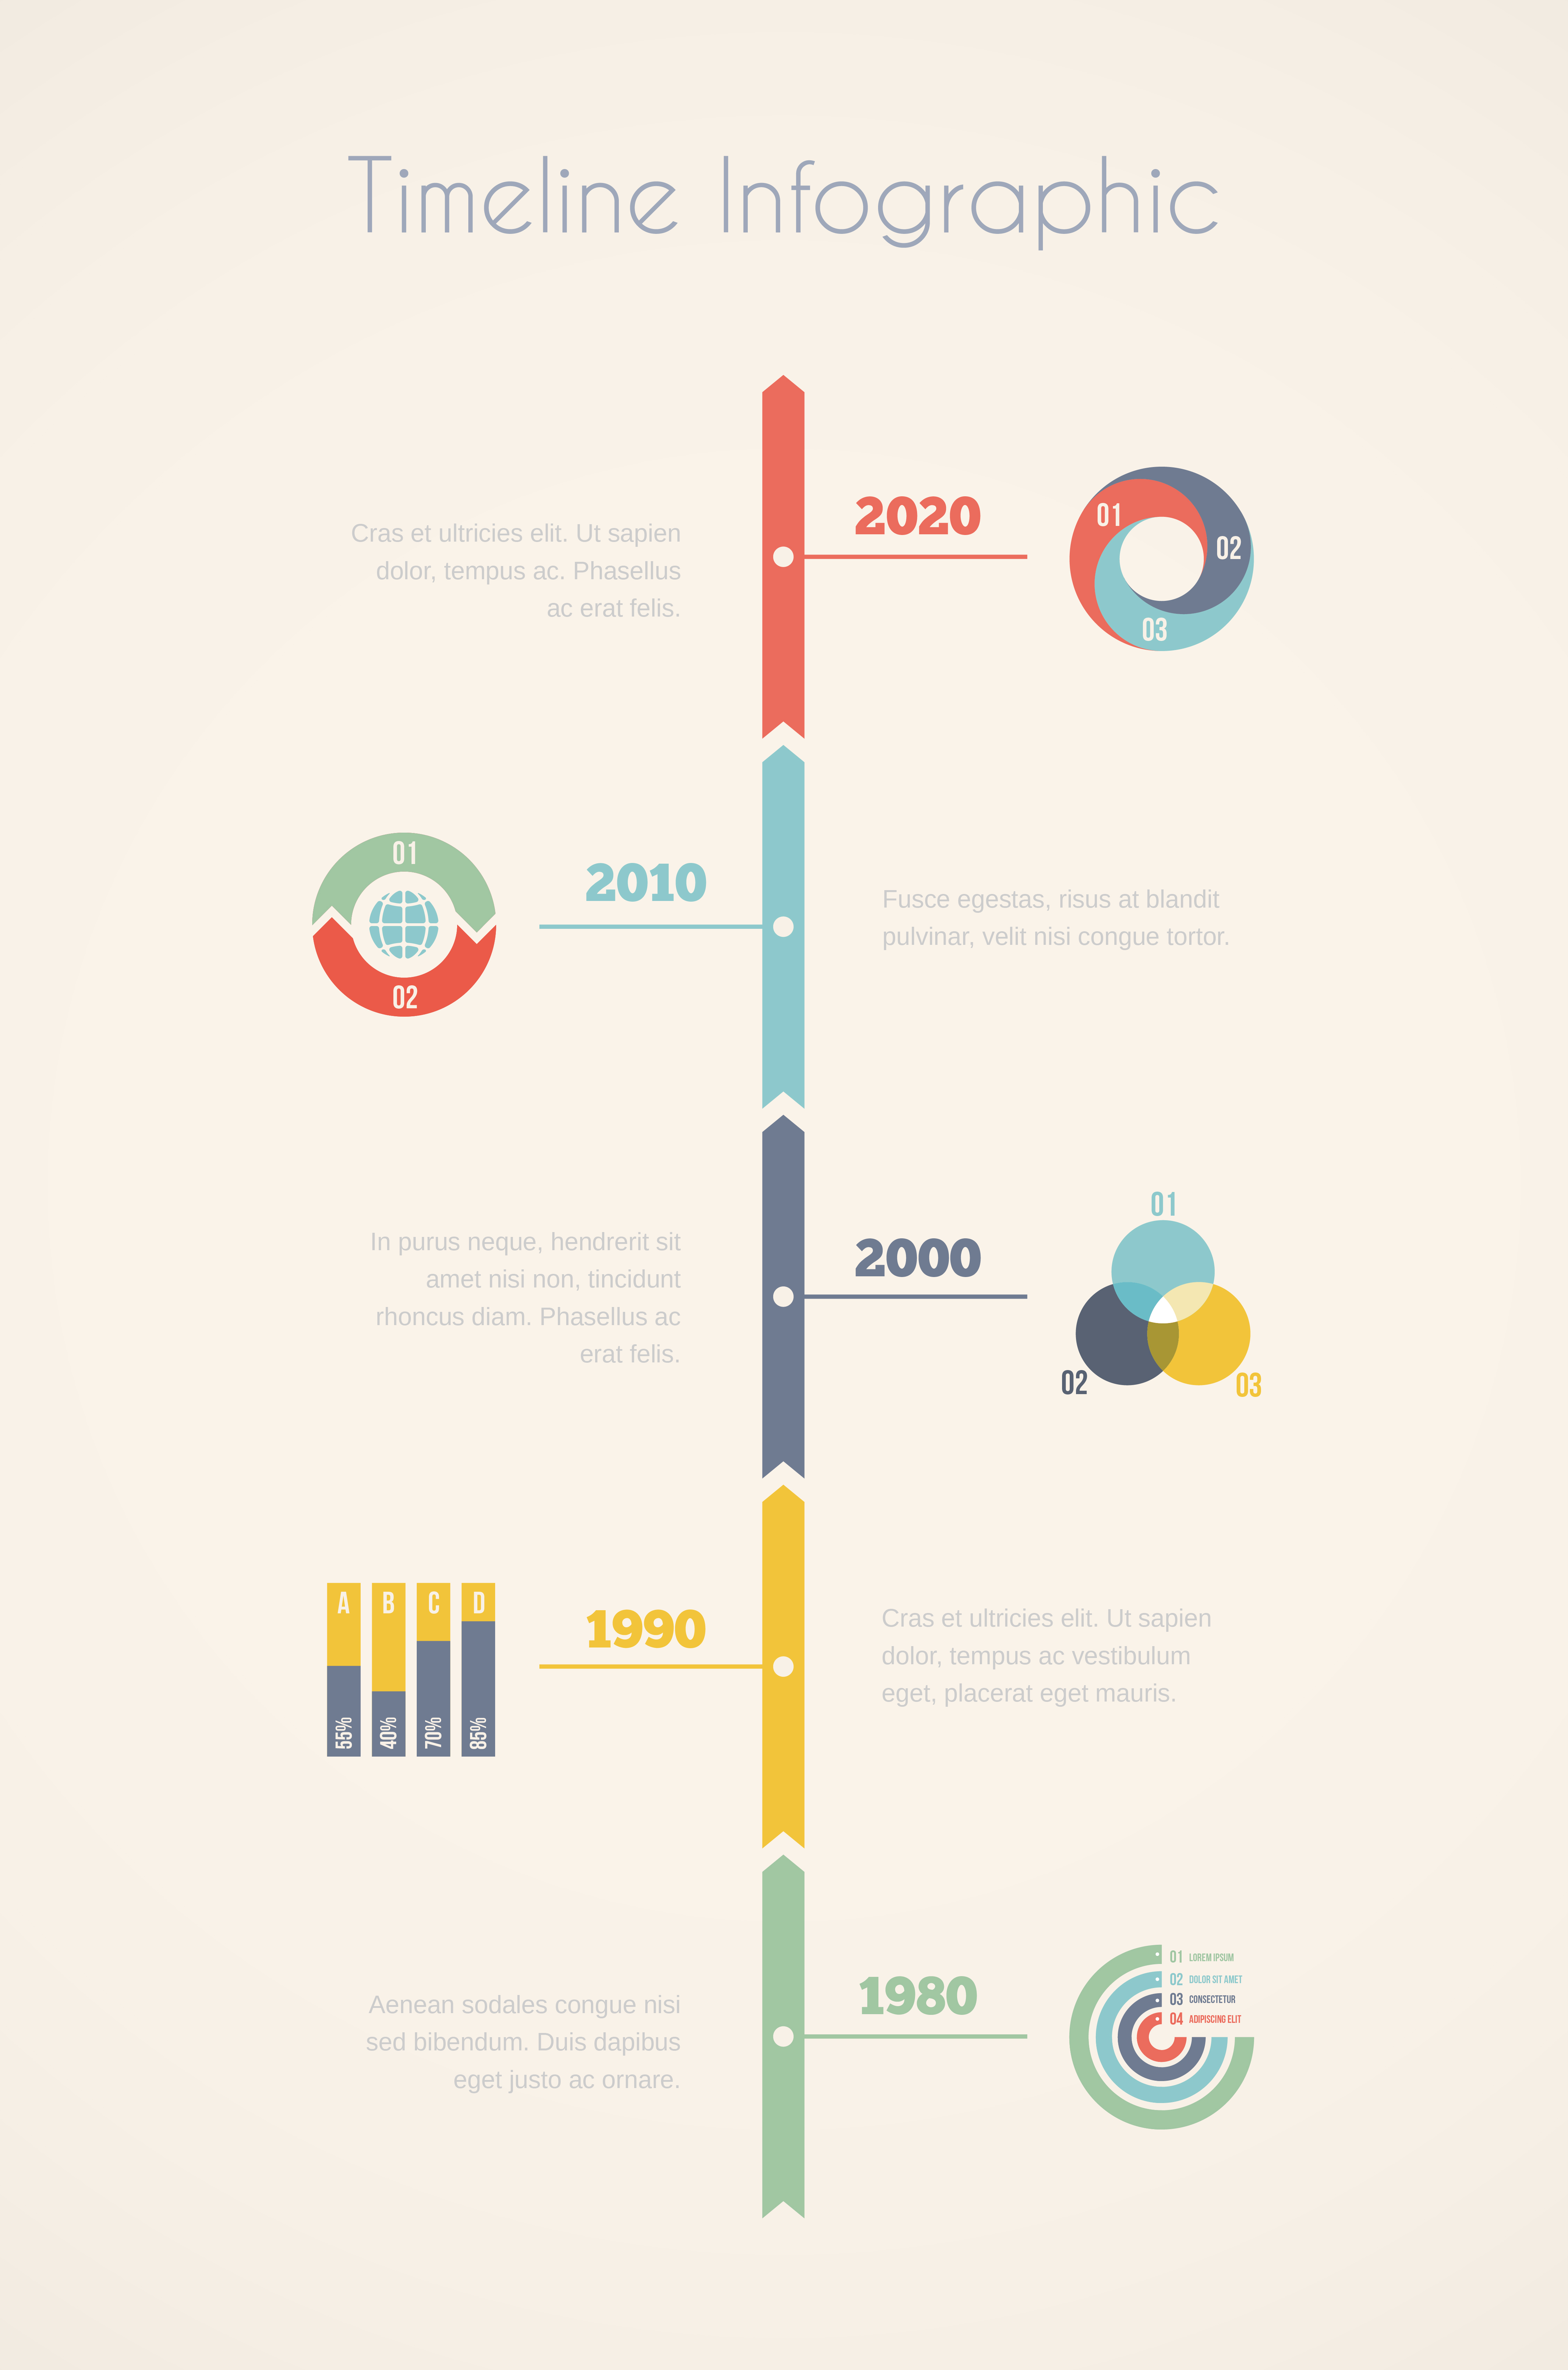 Timeline Infographic
Cras et ultricies elit. Ut sapien
dolor, tempus ac. Phasellus
ac erat felis.
2020
01
02
03
01
02
2010
Fusce egestas, risus at blandit
pulvinar, velit nisi congue tortor.
In purus neque, hendrerit sit
amet nisi non, tincidunt
rhoncus diam. Phasellus ac
erat felis.
2000
01
02
03
A B C D
55% 40% 70% 85%
1990
Cras et ultricies elit. Ut sapien
dolor, tempus ac vestibulum
eget, placerat eget mauris.
Aenean sodales congue nisi
sed bibendum. Duis dapibus
eget justo ac ornare.
1980
01 LOREM IPSUM
02 DOLOR SIT AMET
03 CONSECTETUR
04 ADIPISCING ELIT